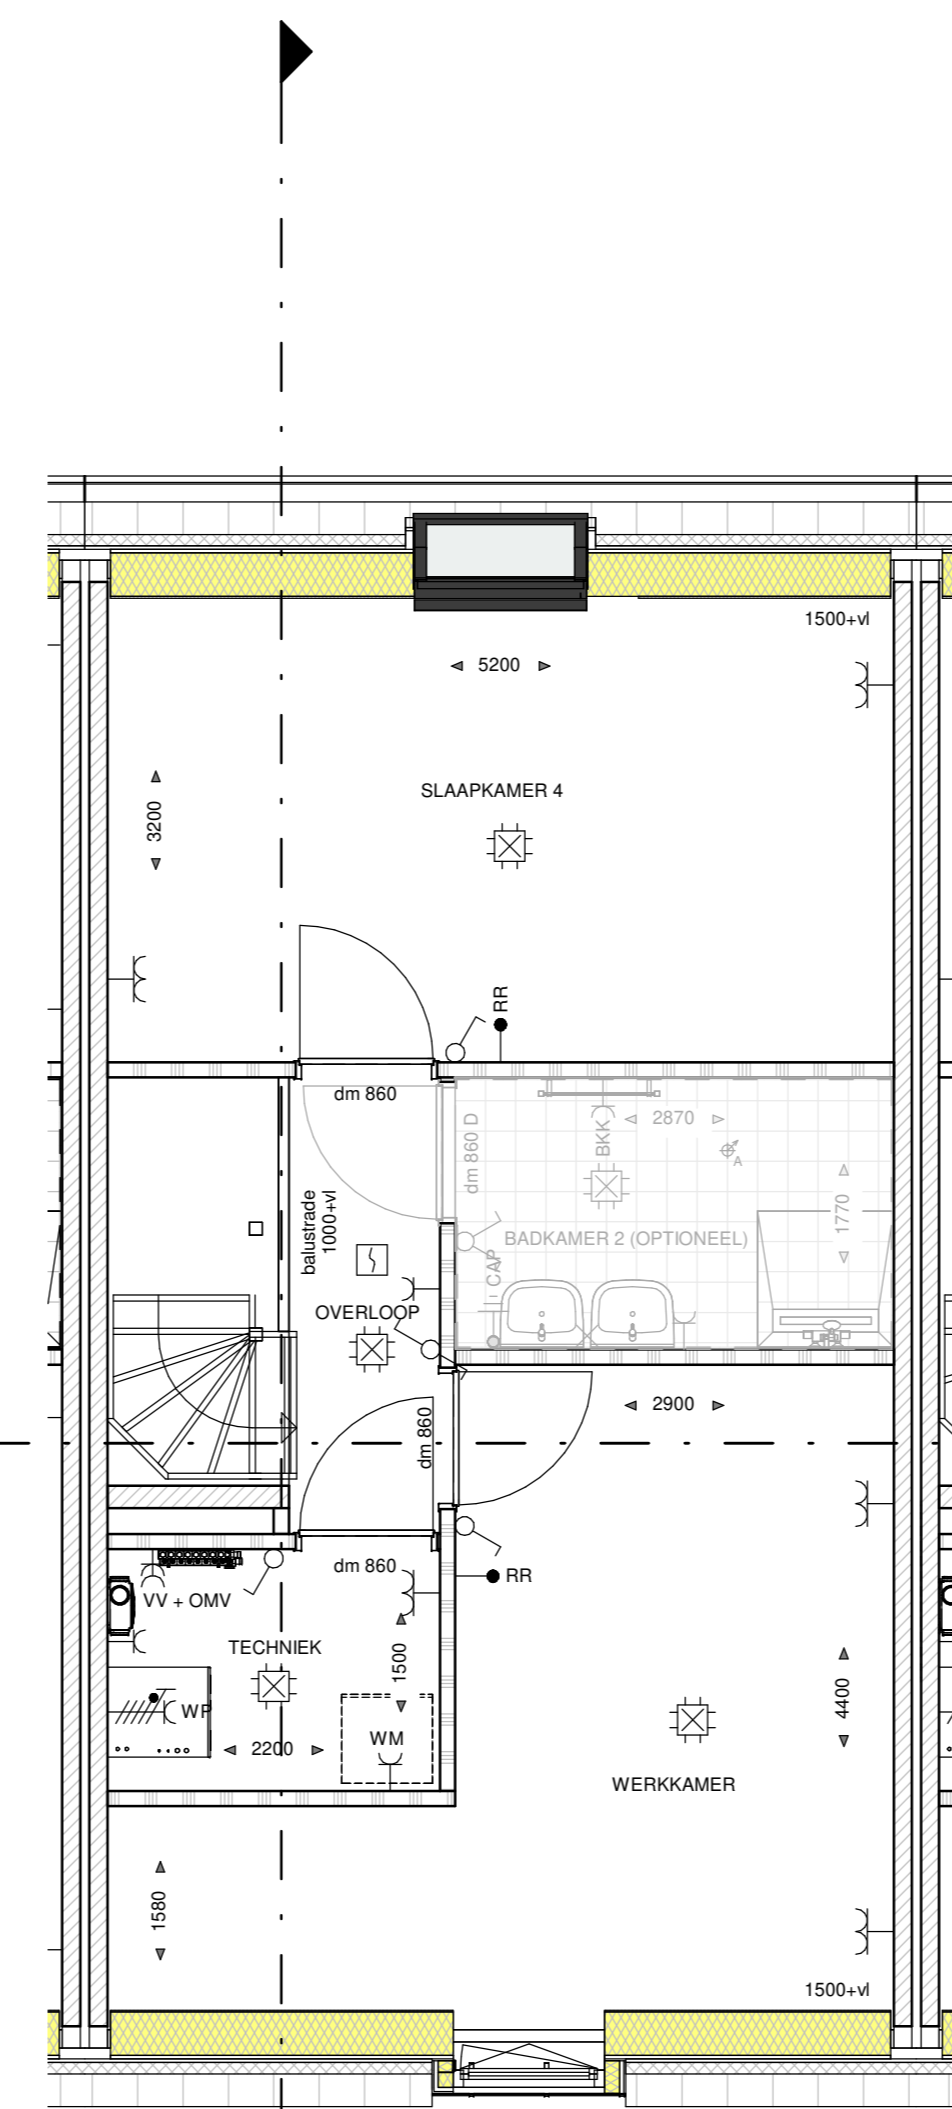 1500+vl
5200
SLAAPKAMER 4
3200
RR
dm 860
2870
BKK
dm 860 D
A
1770
balustrade
1000+vl
BADKAMER 2 (OPTIONEEL)
CAP
OVERLOOP
2900
dm 860
dm 860
RR
VV + OMV
TECHNIEK
1500
WP
2200
WM
4400
WERKKAMER
1580
1500+vl